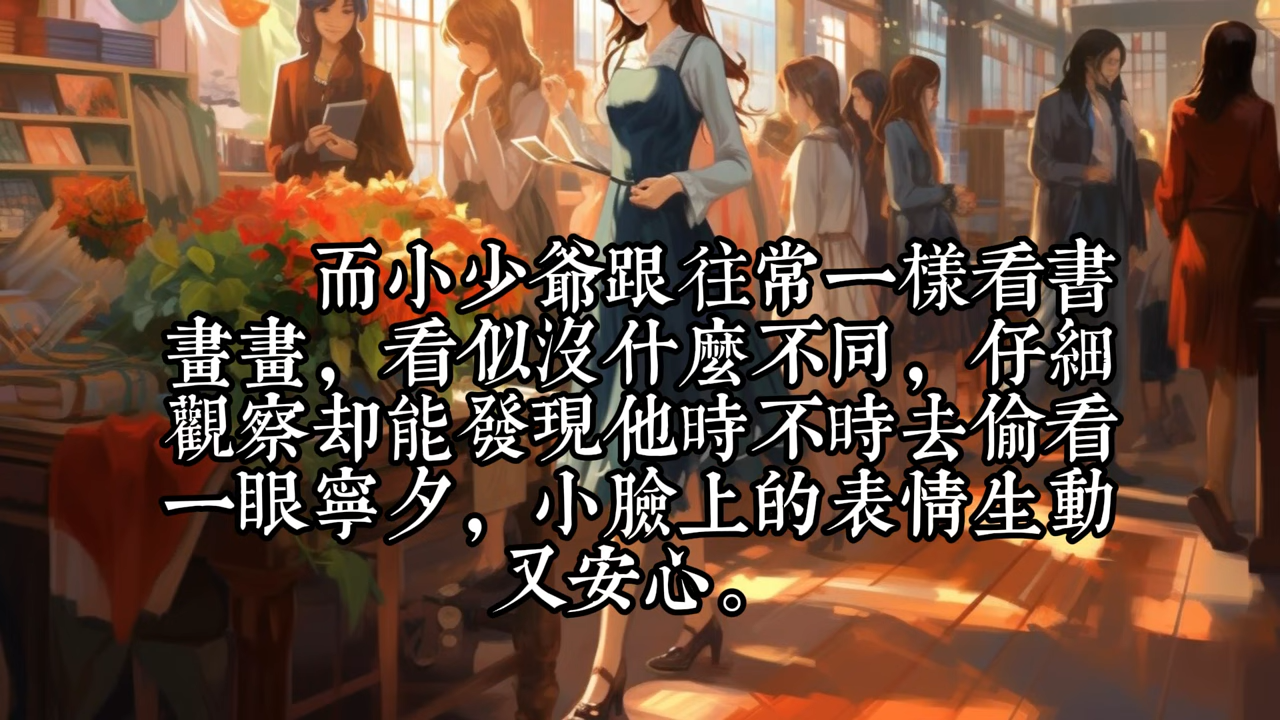 而小少爺跟往常一樣看書
畫畫，看似沒什麼不同，仔細
觀察却能發現他時不時去偷看
一眼寧夕，小臉上的表情生動
又安心。